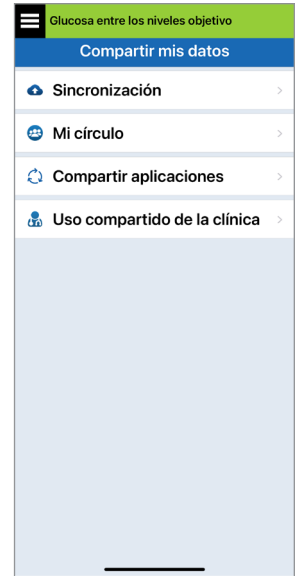 Glucosa entre los niveles objetivo
Compartir mis datos
Sincronización
Mi círculo
Compartir aplicaciones
Uso compartido de la clínica